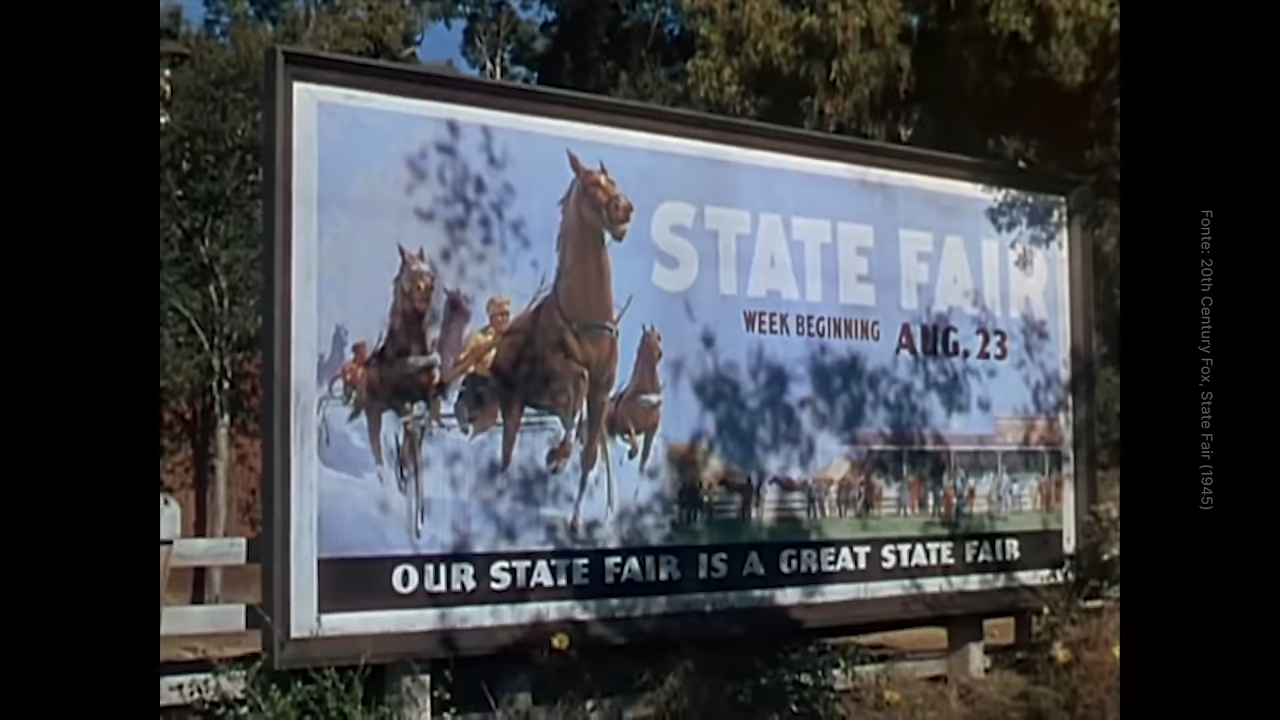 STATE FAIR
WEEK BEGINNING AUG. 23
OUR STATE FAIR IS A GREAT STATE FAIR
Fonte: 20th Century Fox, State Fair (1945)